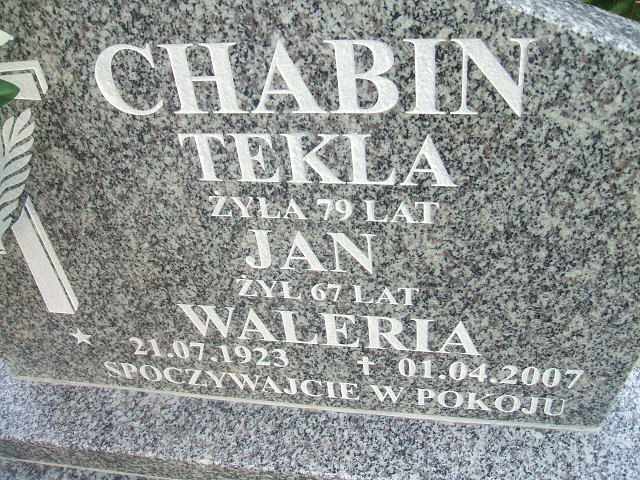 CHABIN
TEKLA
ŻYŁA 79 LAT
JAN
ŻYŁ 67 LAT
WALERIA
21.07.1923 01.04.2007
SPOCZYWAJCIE W POKOJU